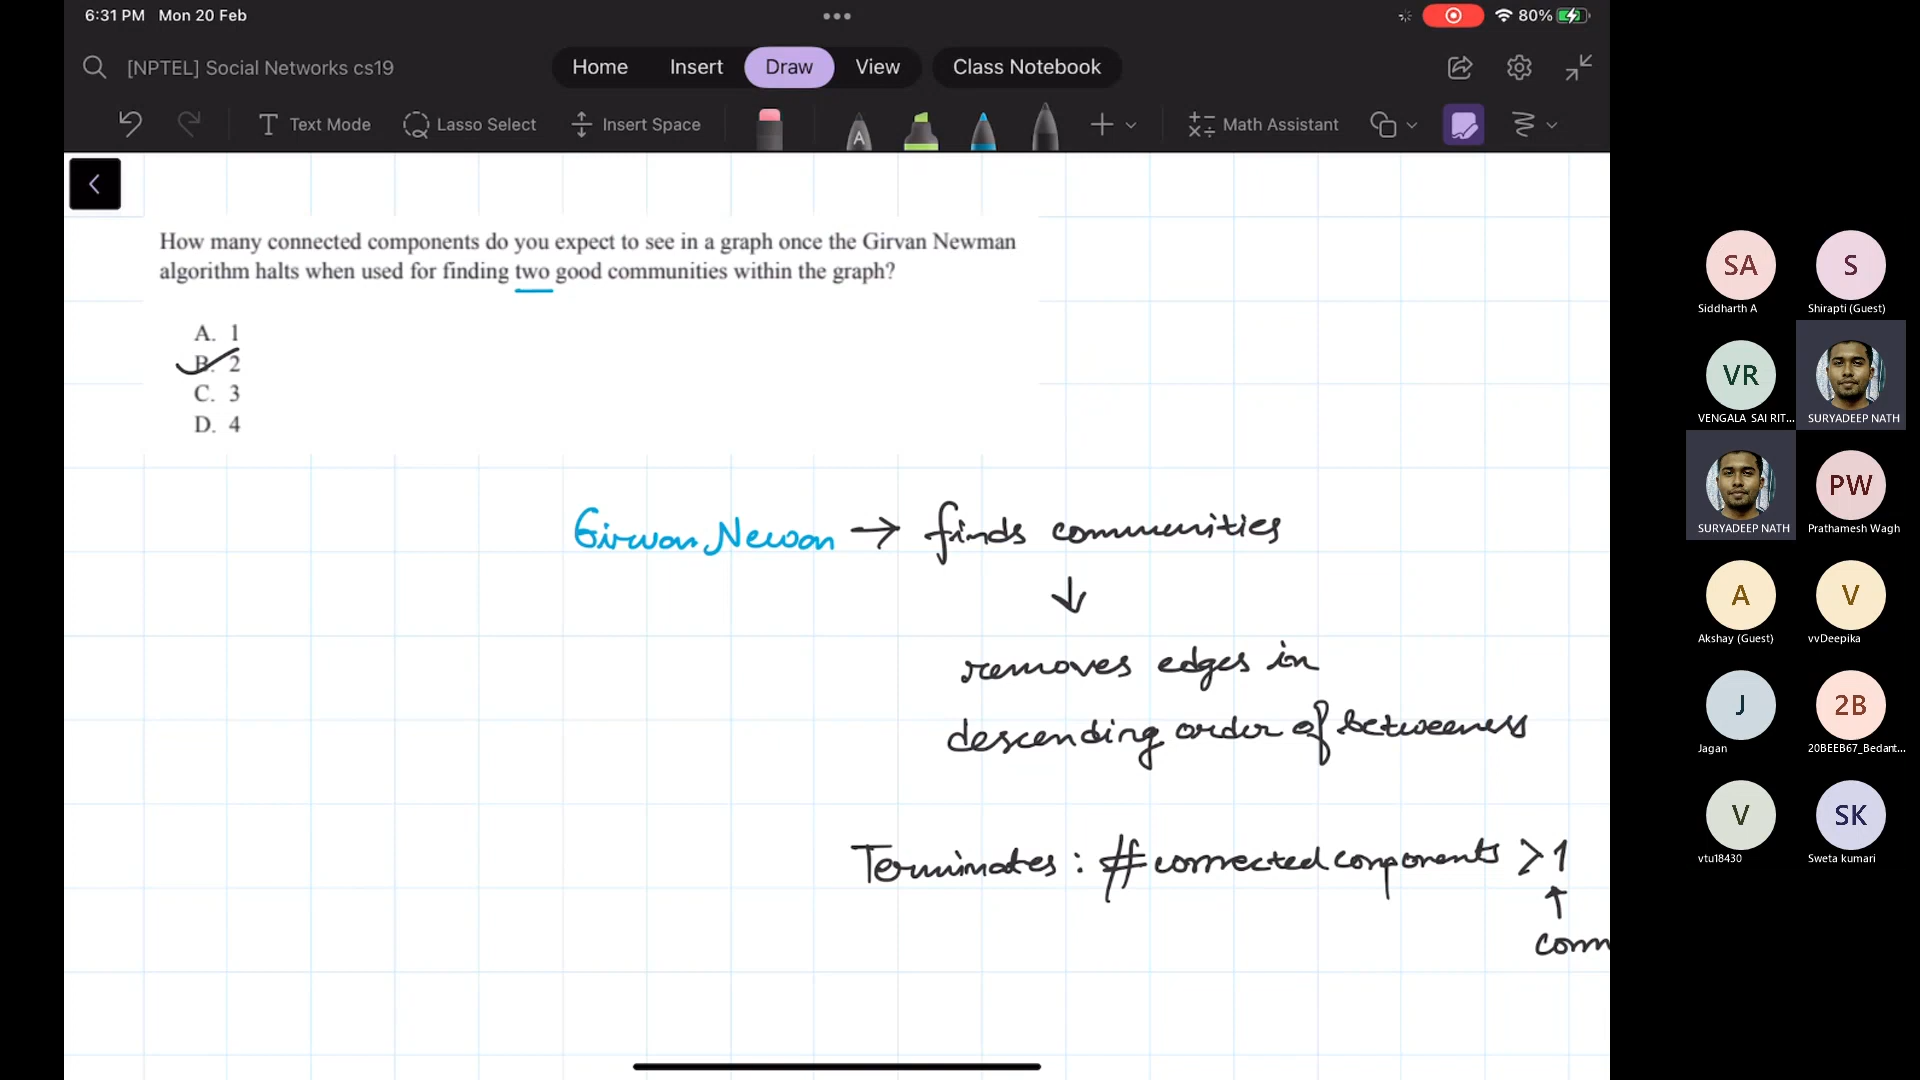 6:31 PM Mon 20 Feb
80%
[NPTEL] Social Networks cs19
Home Insert Draw View Class Notebook
Text Mode Lasso Select Insert Space A Math Assistant
How many connected components do you expect to see in a graph once the Girvan Newman
algorithm halts when used for finding two good communities within the graph?
A. 1
B. 2
C. 3
D. 4
Girvan Newan → finds communities
↓
removes edges in
descending order of betweeness
Terminates : # connected components > 1
↑
comm
SA
Siddharth A
S
Shirapti (Guest)
VR
VENGALA SAI RIT...
SURYADEEP NATH
SURYADEEP NATH
PW
Prathamesh Wagh
A
Akshay (Guest)
V
vvDeepika
J
Jagan
2B
20BEEB67_Bedant...
V
vtu18430
SK
Sweta kumari